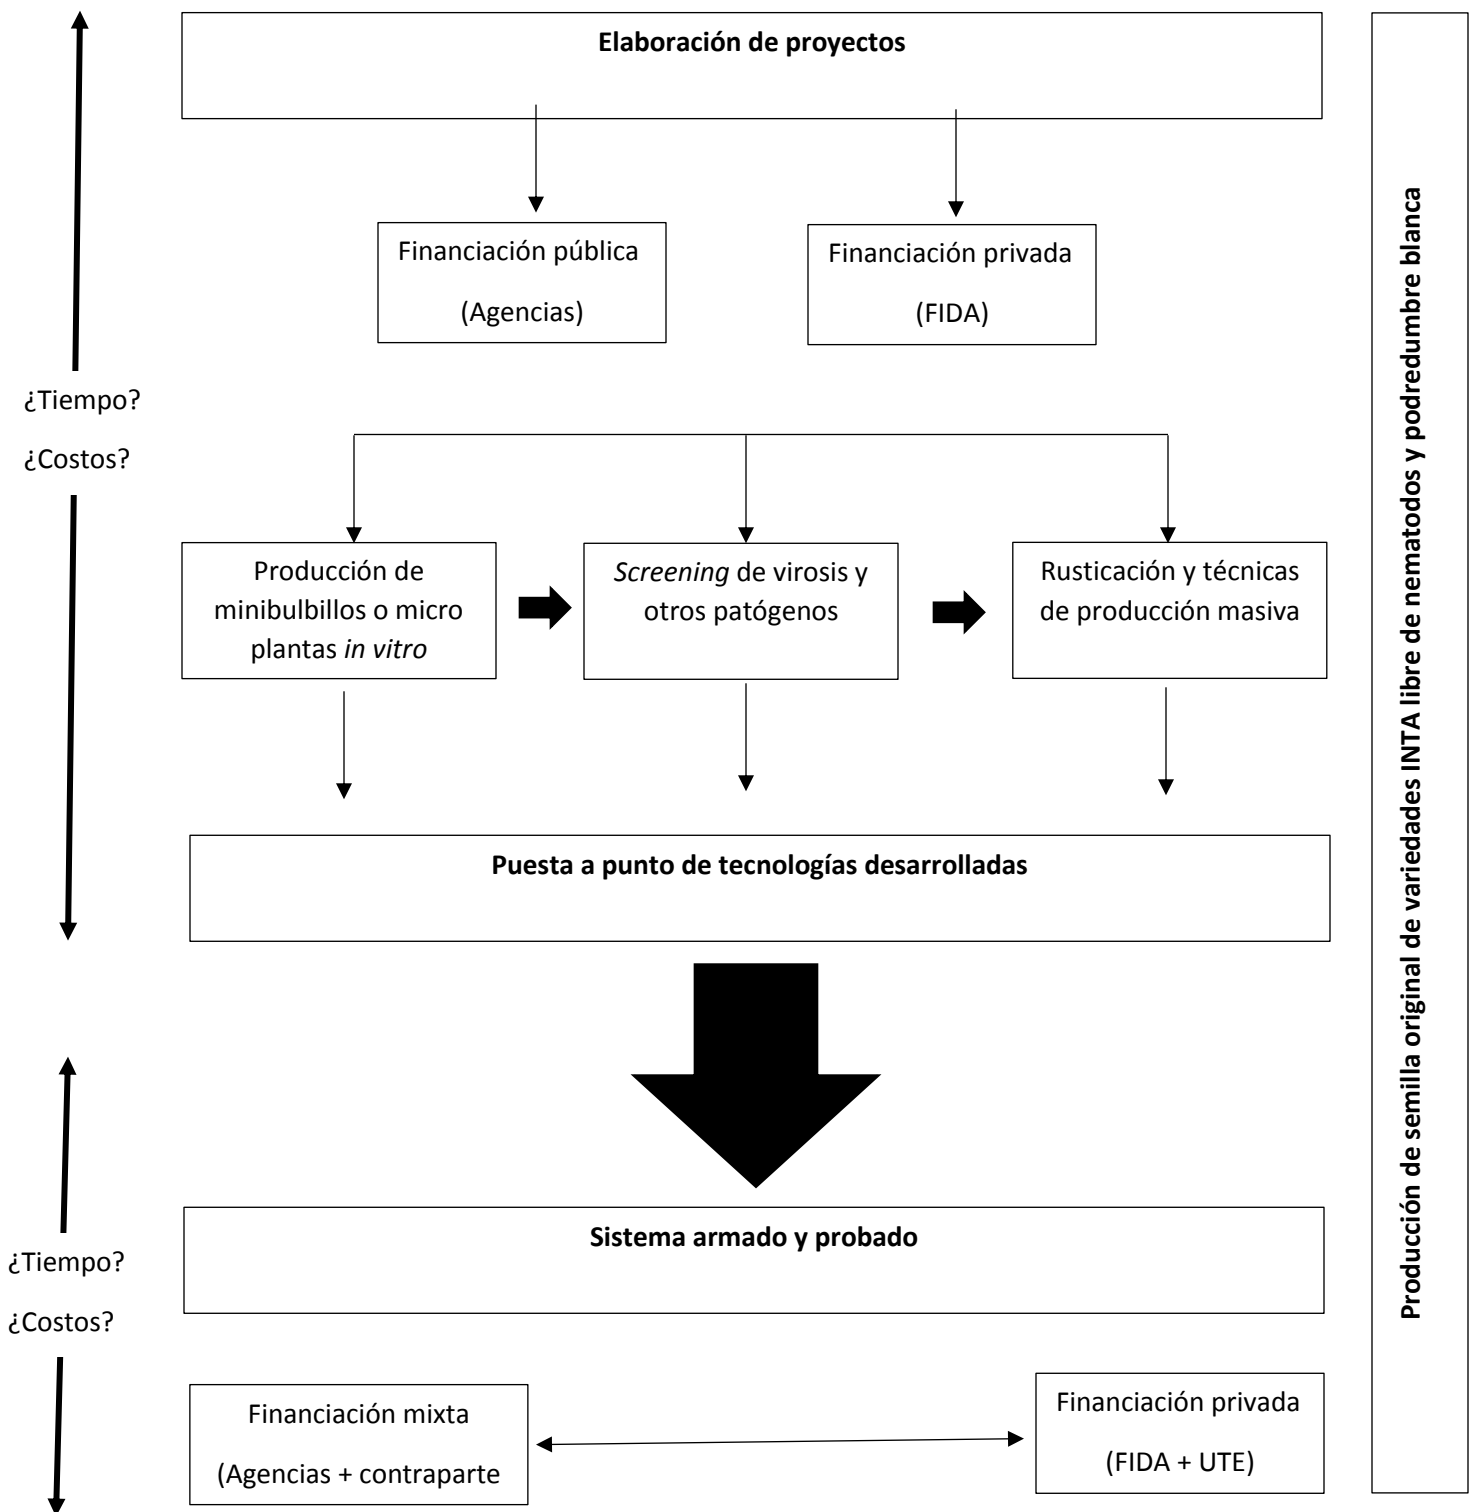 Elaboración de proyectos
Financiación pública
(Agencias)
Financiación privada
(FIDA)
¿Tiempo?
¿Costos?
Producción de
minibulbillos o micro
plantas in vitro
Screening de virosis y
otros patógenos
Rusticación y técnicas
de producción masiva
Puesta a punto de tecnologías desarrolladas
Sistema armado y probado
¿Tiempo?
¿Costos?
Financiación mixta
(Agencias + contraparte
Financiación privada
(FIDA + UTE)
Producción de semilla original de variedades INTA libre de nematodos y podredumbre blanca